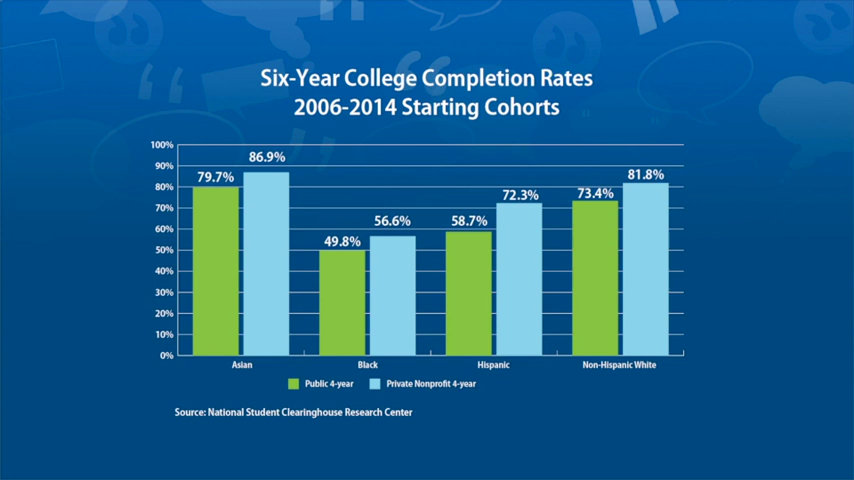 Six-Year College Completion Rates
2006-2014 Starting Cohorts
100%
90%
80%
70%
60%
50%
40%
30%
20%
10%
0%
79.7%
86.9%
49.8%
56.6%
58.7%
72.3%
73.4%
81.8%
Asian
Black
Hispanic
Non-Hispanic White
Public 4-year
Private Nonprofit 4-year
Source: National Student Clearinghouse Research Center